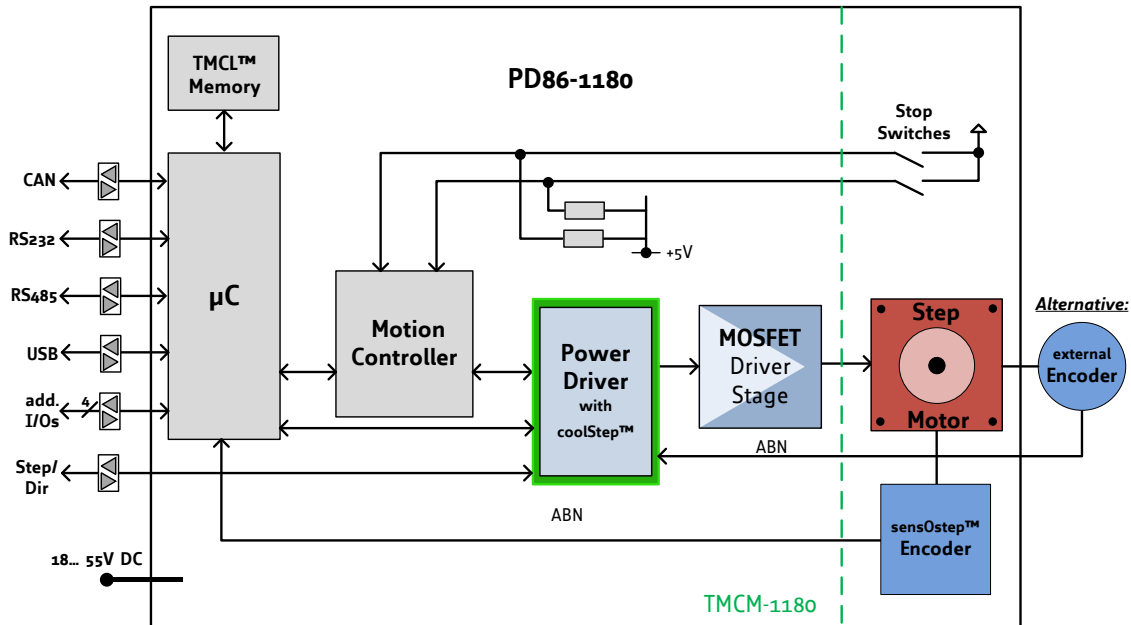 PD86-1180
TMCL™
Memory
Stop
Switches
CAN
RS232
RS485
USB
add.
I/Os
4
Step/
Dir
µC
+5V
Motion
Controller
Power
Driver
with
coolStep™
MOSFET
Driver
Stage
Step
Motor
Alternative:
external
Encoder
ABN
ABN
sensOstep™
Encoder
18... 55V DC
TMCM-1180